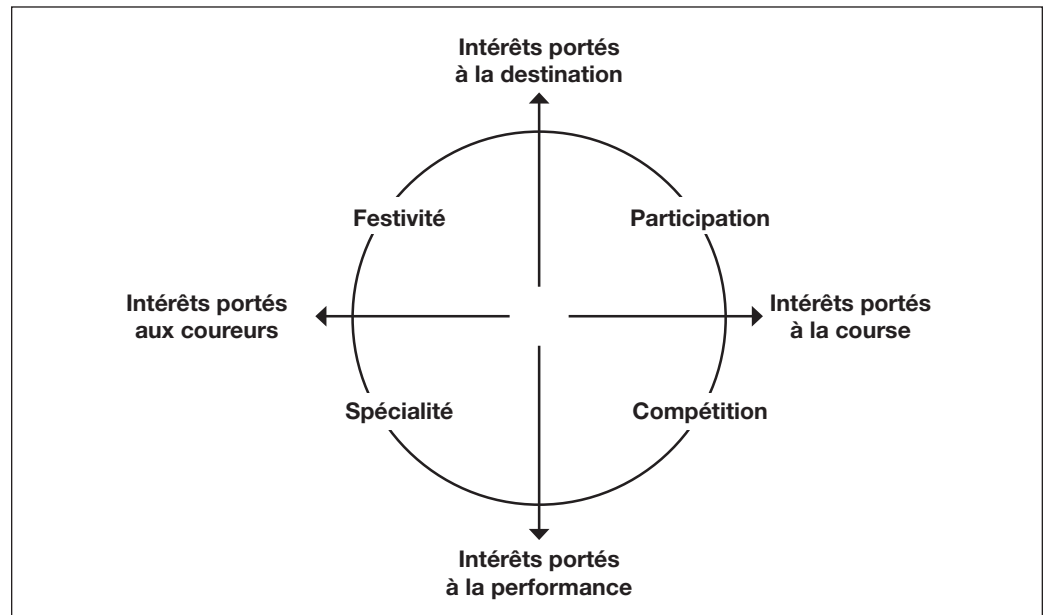 Intérêts portés
à la destination
Festivité
Participation
Intérêts portés
aux coureurs
Intérêts portés
à la course
Spécialité
Compétition
Intérêts portés
à la performance